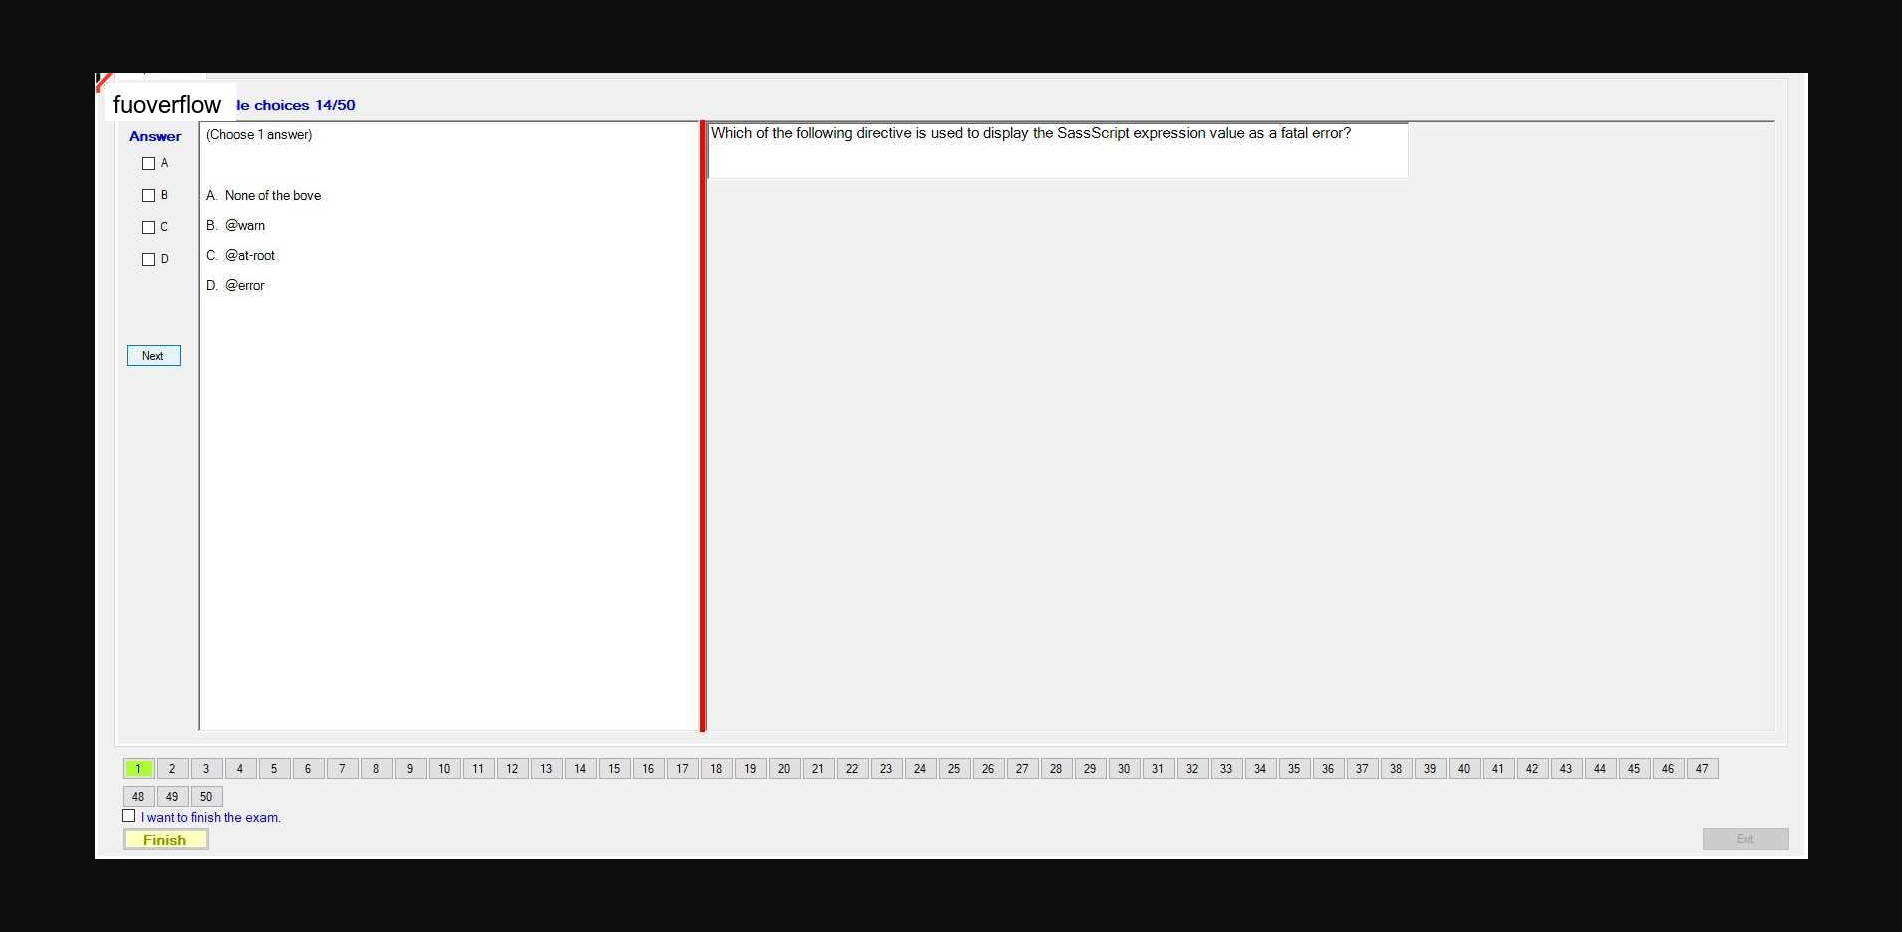 fuoverflow
le choices 14/50
Answer
(Choose 1 answer)
Which of the following directive is used to display the SassScript expression value as a fatal error?
A
B
C
D
A. None of the bove
B. @warn
C. @at-root
D. @error
Next
1 2 3 4 5 6 7 8 9 10 11 12 13 14 15 16 17 18 19 20 21 22 23 24 25 26 27 28 29 30 31 32 33 34 35 36 37 38 39 40 41 42 43 44 45 46 47
48 49 50
I want to finish the exam.
Finish
Exit